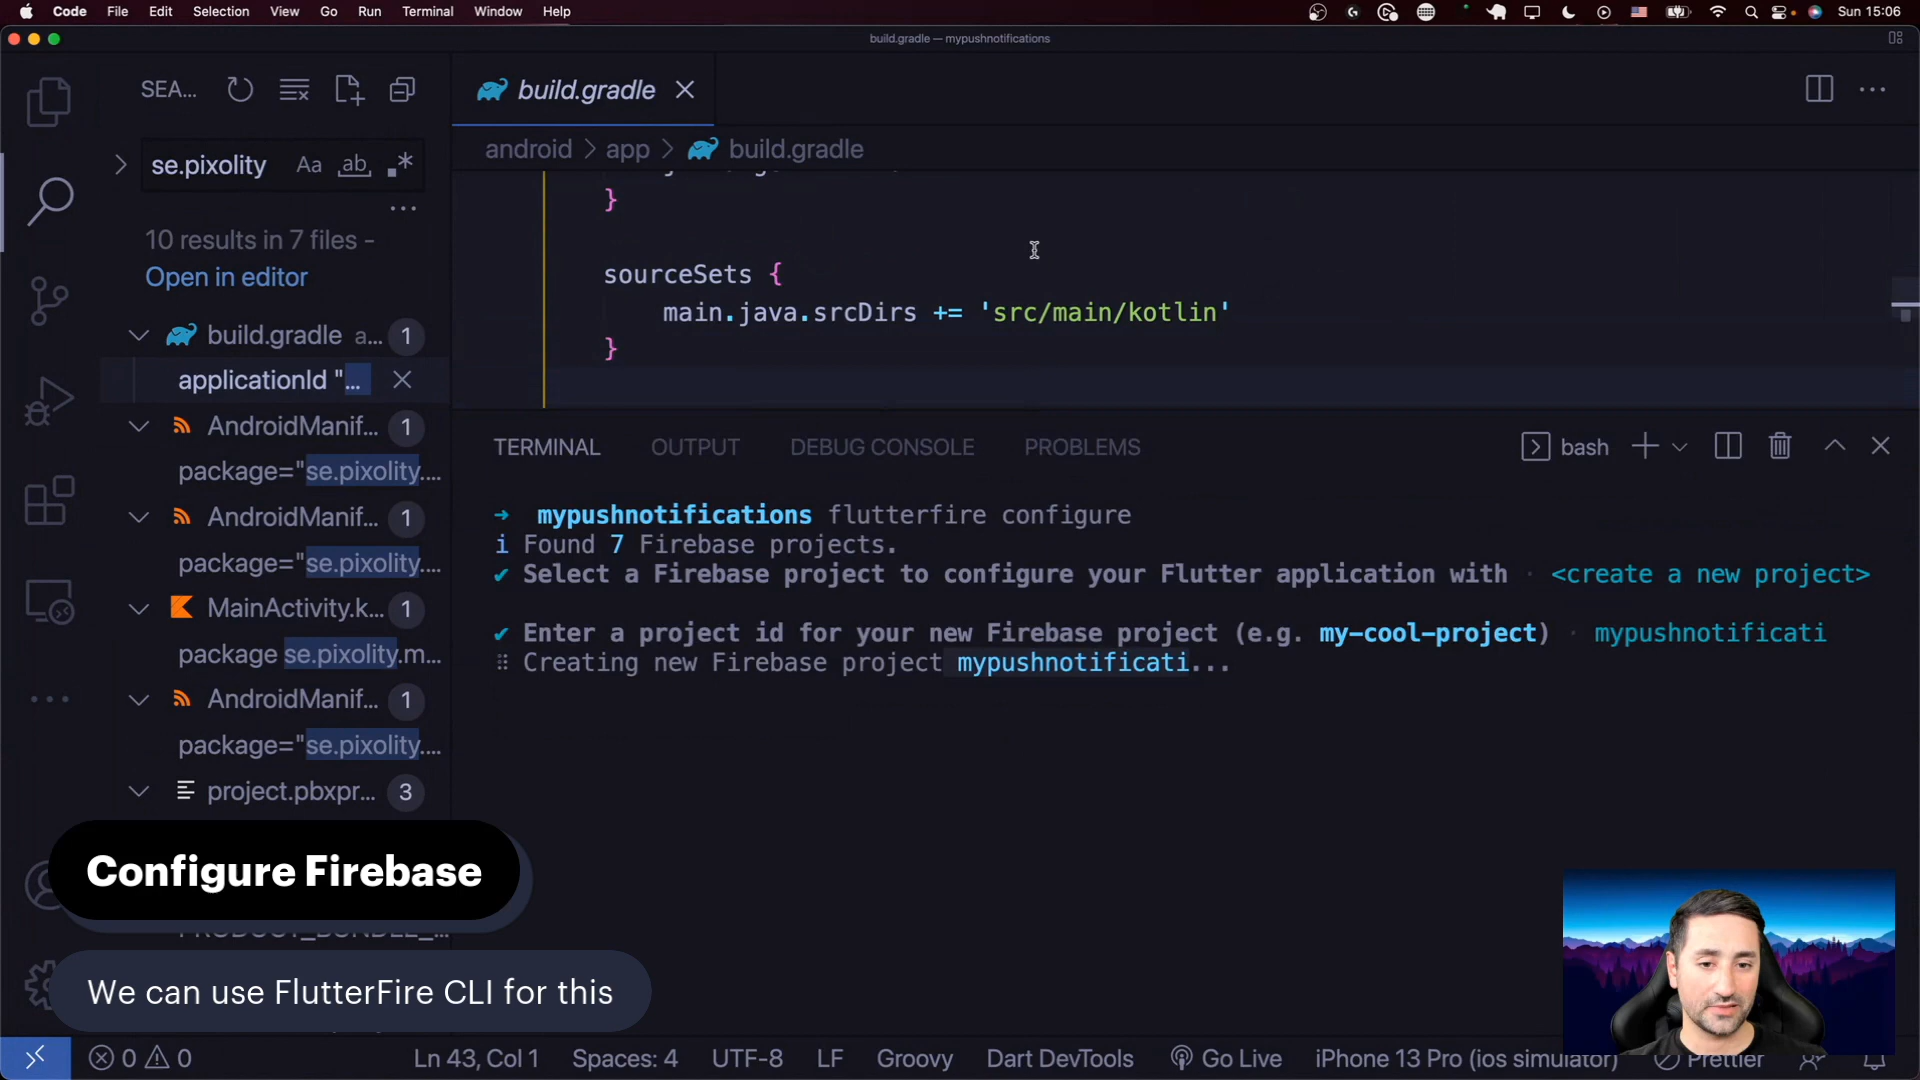 Code File Edit Selection View Go Run Terminal Window Help Sun 15:06
build.gradle — mypushnotifications
SEA...
build.gradle
se.pixolity Aa ab
android app build.gradle
10 results in 7 files -
Open in editor
build.gradle a... 1
applicationId "...
AndroidManif... 1
package="se.pixolity....
AndroidManif... 1
package="se.pixolity....
MainActivity.k... 1
package se.pixolity.m...
AndroidManif... 1
package="se.pixolity....
project.pbxpr... 3
PRODUCT_BUNDLE_...
}
sourceSets {
main.java.srcDirs += 'src/main/kotlin'
}
TERMINAL OUTPUT DEBUG CONSOLE PROBLEMS bash
→ mypushnotifications flutterfire configure
i Found 7 Firebase projects.
✔ Select a Firebase project to configure your Flutter application with · <create a new project>
✔ Enter a project id for your new Firebase project (e.g. my-cool-project) · mypushnotificati
⠿ Creating new Firebase project mypushnotificati...
Configure Firebase
We can use FlutterFire CLI for this
0 0 Ln 43, Col 1 Spaces: 4 UTF-8 LF Groovy Dart DevTools Go Live iPhone 13 Pro (ios simulator) Prettier